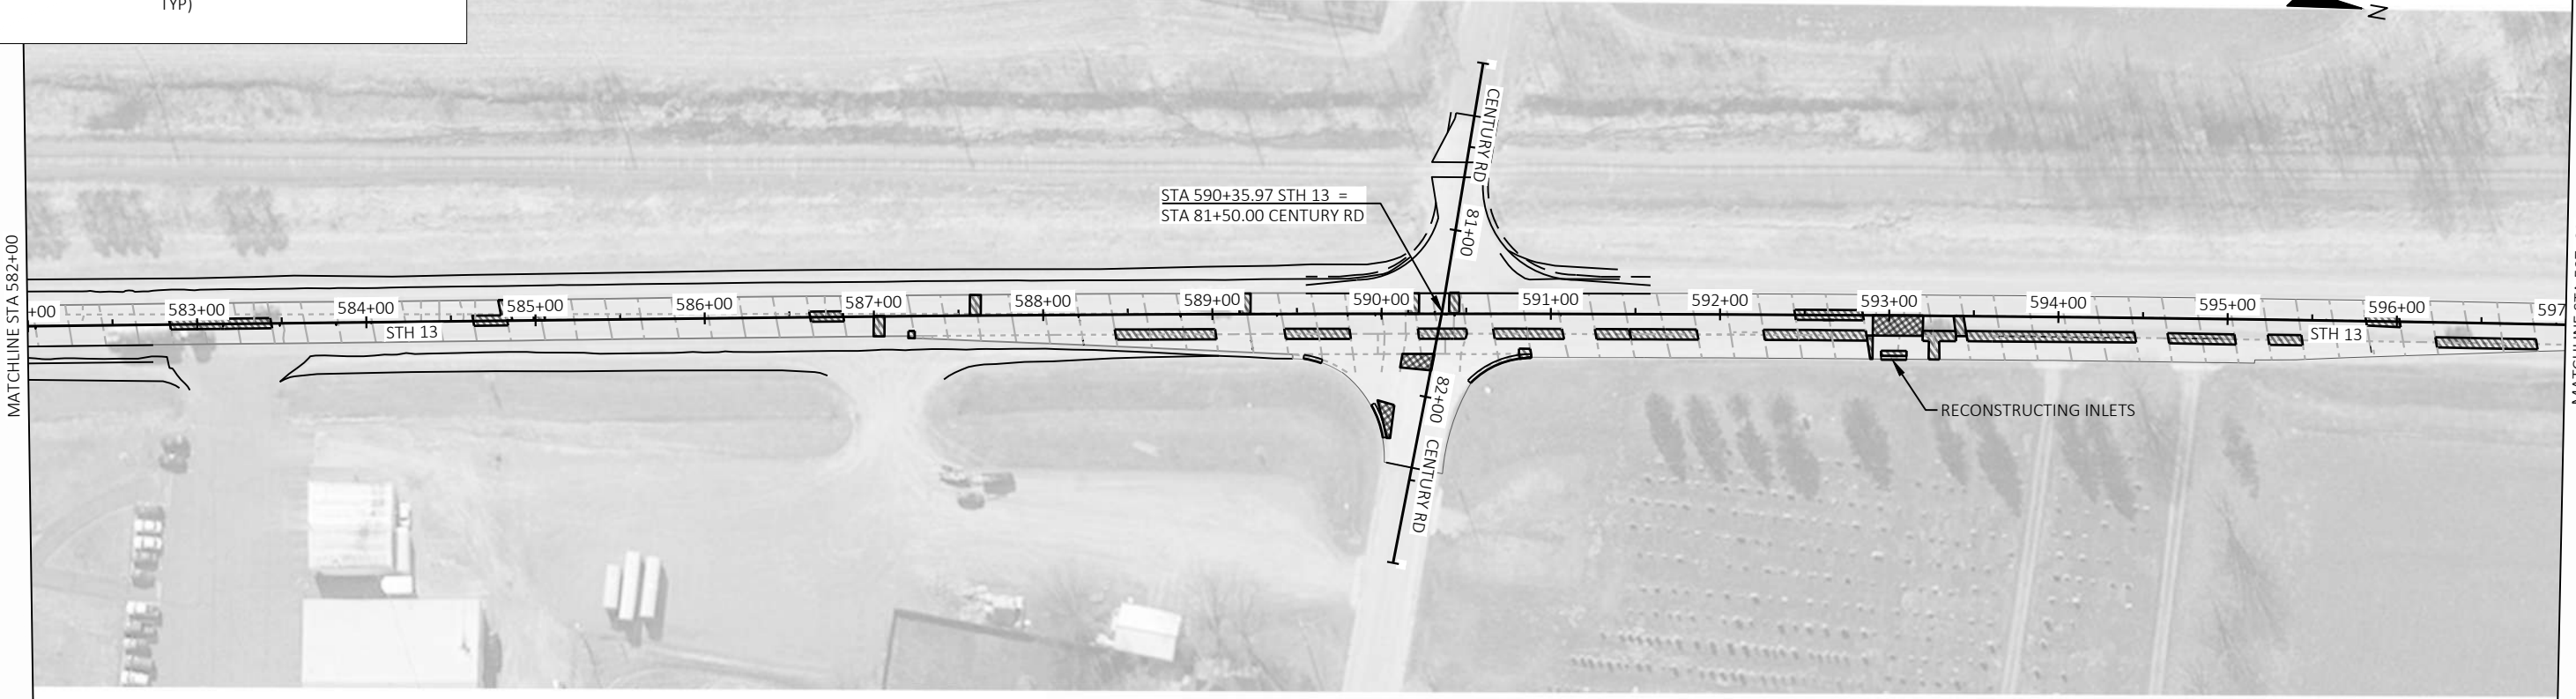 TYP)
N
MATCHLINE STA 582+00
CENTURY RD
STA 590+35.97 STH 13 =
STA 81+50.00 CENTURY RD
81+00
+00
583+00
584+00
585+00
586+00
587+00
588+00
589+00
590+00
591+00
592+00
593+00
594+00
595+00
596+00
597
STH 13
STH 13
82+00
RECONSTRUCTING INLETS
CENTURY RD